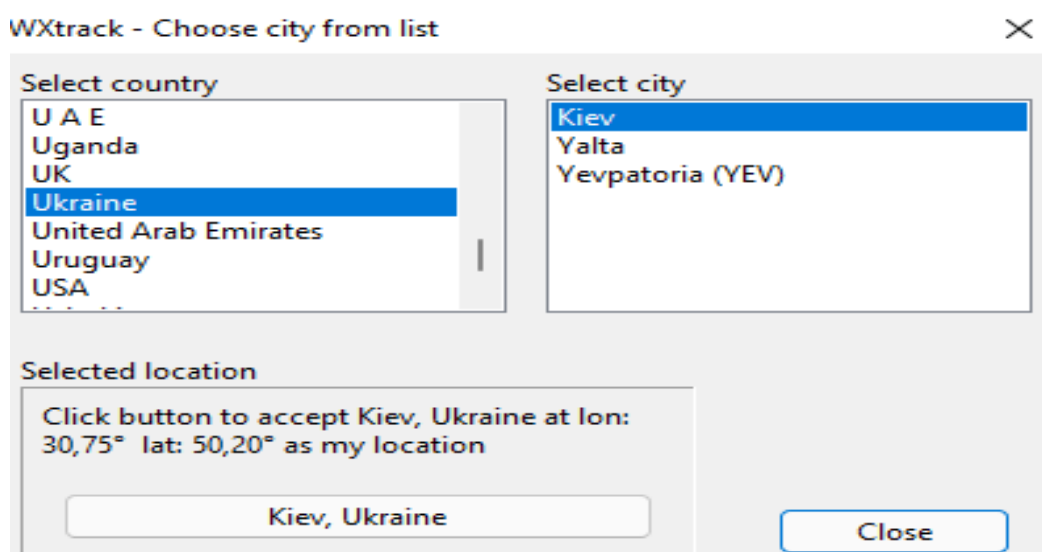 WXtrack - Choose city from list
Select country
U A E
Uganda
UK
Ukraine
United Arab Emirates
Uruguay
USA
Select city
Kiev
Yalta
Yevpatoria (YEV)
Selected location
Click button to accept Kiev, Ukraine at lon:
30,75° lat: 50,20° as my location
Kiev, Ukraine
Close